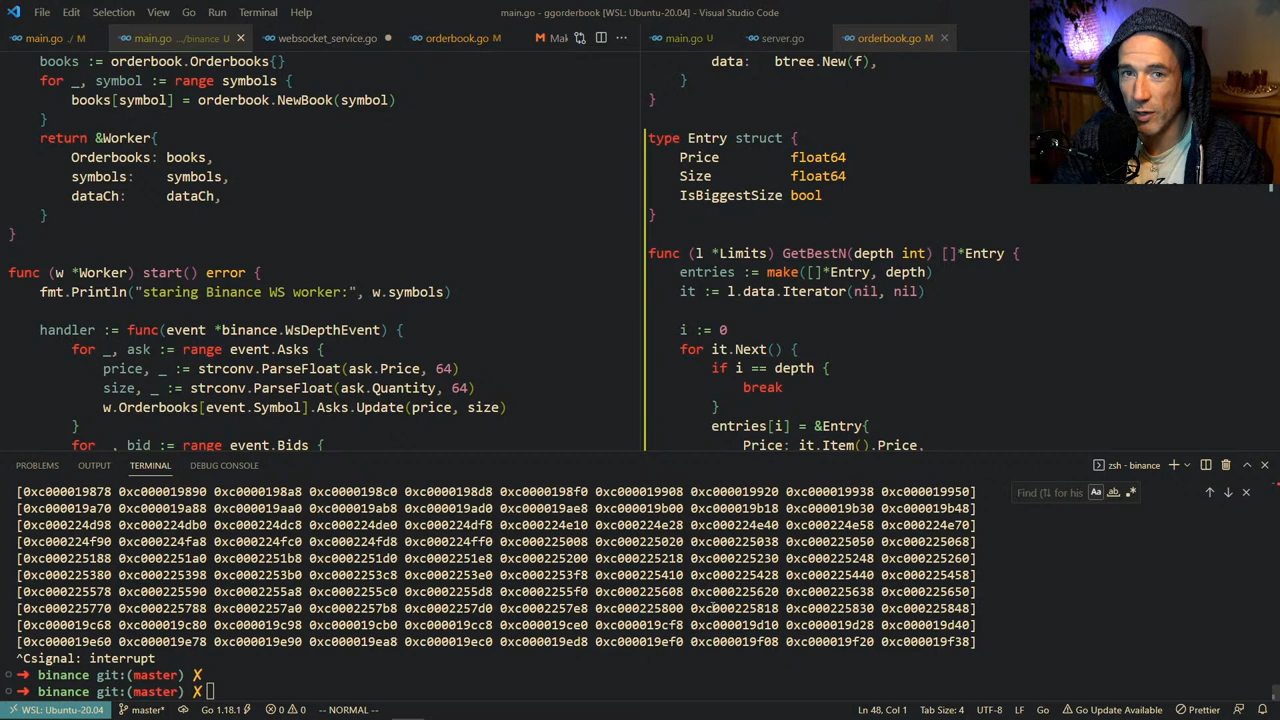 File Edit Selection View Go Run Terminal Help
main.go - ggorderbook [WSL: Ubuntu-20.04] - Visual Studio Code
main.go ./ M
main.go .../binance U
websocket_service.go
orderbook.go M
Mak
main.go U
server.go
orderbook.go M
books := orderbook.Orderbooks{}
for _, symbol := range symbols {
books[symbol] = orderbook.NewBook(symbol)
}
return &Worker{
Orderbooks: books,
symbols: symbols,
dataCh: dataCh,
}
}
func (w *Worker) start() error {
fmt.Println("staring Binance WS worker:", w.symbols)
handler := func(event *binance.WsDepthEvent) {
for _, ask := range event.Asks {
price, _ := strconv.ParseFloat(ask.Price, 64)
size, _ := strconv.ParseFloat(ask.Quantity, 64)
w.Orderbooks[event.Symbol].Asks.Update(price, size)
}
for _, bid := range event.Bids {
data: btree.New(f),
}
}
type Entry struct {
Price float64
Size float64
IsBiggestSize bool
}
func (l *Limits) GetBestN(depth int) []*Entry {
entries := make([]*Entry, depth)
it := l.data.Iterator(nil, nil)
i := 0
for it.Next() {
if i == depth {
break
}
entries[i] = &Entry{
Price: it.Item().Price,
PROBLEMS OUTPUT TERMINAL DEBUG CONSOLE
zsh - binance
Find (⇅ for his
Aa ab .*
[0xc000019878 0xc000019890 0xc0000198a8 0xc0000198c0 0xc0000198d8 0xc0000198f0 0xc000019908 0xc000019920 0xc000019938 0xc000019950]
[0xc000019a70 0xc000019a88 0xc000019aa0 0xc000019ab8 0xc000019ad0 0xc000019ae8 0xc000019b00 0xc000019b18 0xc000019b30 0xc000019b48]
[0xc000224d98 0xc000224db0 0xc000224dc8 0xc000224de0 0xc000224df8 0xc000224e10 0xc000224e28 0xc000224e40 0xc000224e58 0xc000224e70]
[0xc000224f90 0xc000224fa8 0xc000224fc0 0xc000224fd8 0xc000224ff0 0xc000225008 0xc000225020 0xc000225038 0xc000225050 0xc000225068]
[0xc000225188 0xc0002251a0 0xc0002251b8 0xc0002251d0 0xc0002251e8 0xc000225200 0xc000225218 0xc000225230 0xc000225248 0xc000225260]
[0xc000225380 0xc000225398 0xc0002253b0 0xc0002253c8 0xc0002253e0 0xc0002253f8 0xc000225410 0xc000225428 0xc000225440 0xc000225458]
[0xc000225578 0xc000225590 0xc0002255a8 0xc0002255c0 0xc0002255d8 0xc0002255f0 0xc000225608 0xc000225620 0xc000225638 0xc000225650]
[0xc000225770 0xc000225788 0xc0002257a0 0xc0002257b8 0xc0002257d0 0xc0002257e8 0xc000225800 0xc000225818 0xc000225830 0xc000225848]
[0xc000019c68 0xc000019c80 0xc000019c98 0xc000019cb0 0xc000019cc8 0xc000019ce0 0xc000019cf8 0xc000019d10 0xc000019d28 0xc000019d40]
[0xc000019e60 0xc000019e78 0xc000019e90 0xc000019ea8 0xc000019ec0 0xc000019ed8 0xc000019ef0 0xc000019f08 0xc000019f20 0xc000019f38]
^Csignal: interrupt
➜ binance git:(master) ✗
➜ binance git:(master) ✗
WSL: Ubuntu-20.04 master* Go 1.18.1 0 0 -- NORMAL -- Ln 48, Col 1 Tab Size: 4 UTF-8 LF Go Go Update Available Prettier